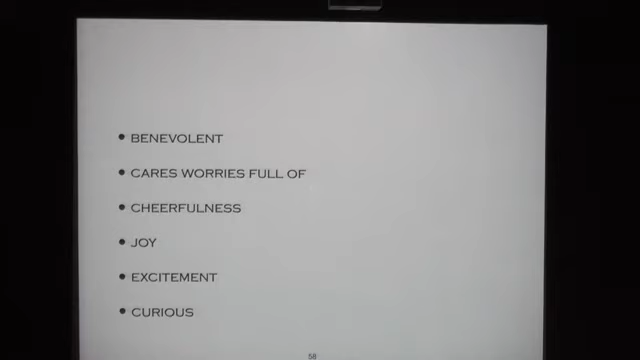 • BENEVOLENT
• CARES WORRIES FULL OF
• CHEERFULNESS
• JOY
• EXCITEMENT
• CURIOUS
58